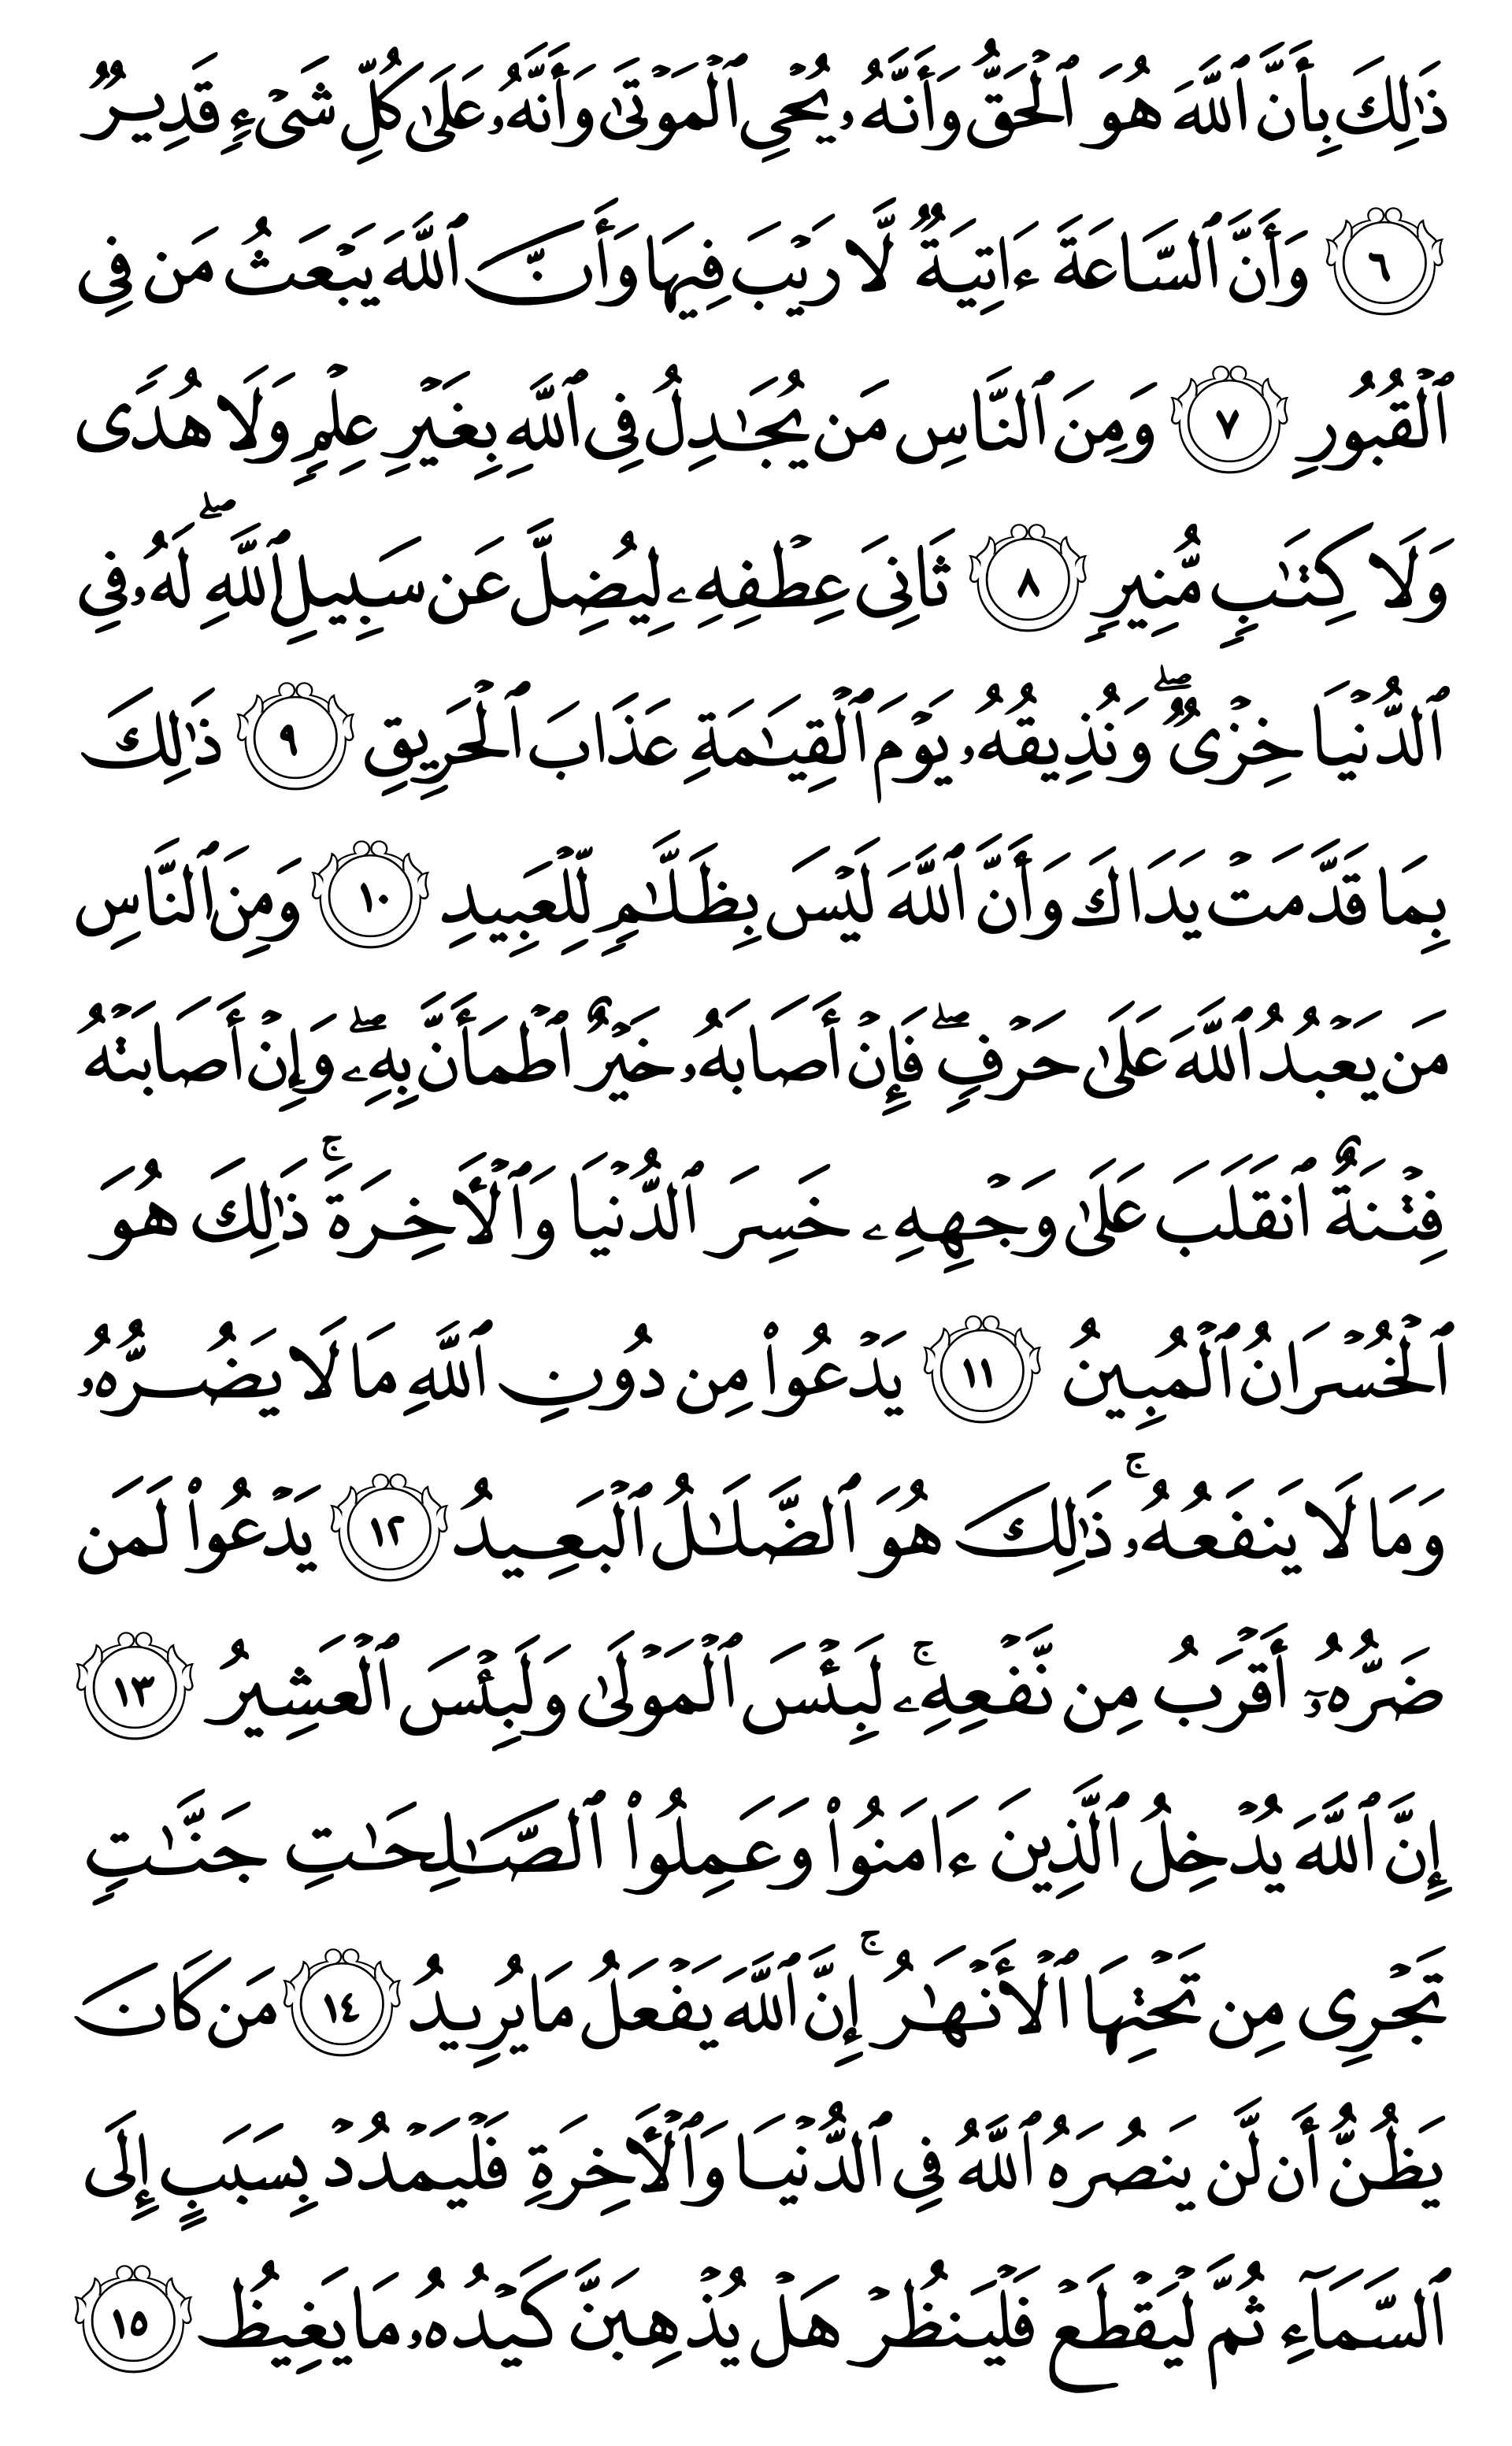 ذَٰلِكَ بِأَنَّ ٱللَّهَ هُوَ ٱلْحَقُّ وَأَنَّهُۥ يُحْىِ ٱلْمَوْتَىٰ وَأَنَّهُۥ عَلَىٰ كُلِّ شَىْءٍ قَدِيرٌ
٦ وَأَنَّ ٱلسَّاعَةَ ءَاتِيَةٌ لَّا رَيْبَ فِيهَا وَأَنَّ ٱللَّهَ يَبْعَثُ مَن فِى
ٱلْقُبُورِ ٧ وَمِنَ ٱلنَّاسِ مَن يُجَٰدِلُ فِى ٱللَّهِ بِغَيْرِ عِلْمٍ وَلَا هُدًى
وَلَا كِتَٰبٍ مُّنِيرٍ ٨ ثَانِىَ عِطْفِهِۦ لِيُضِلَّ عَن سَبِيلِ ٱللَّهِ ۖ لَهُۥ فِى
ٱلدُّنْيَا خِزْىٌ ۖ وَنُذِيقُهُۥ يَوْمَ ٱلْقِيَٰمَةِ عَذَابَ ٱلْحَرِيقِ ٩ ذَٰلِكَ
بِمَا قَدَّمَتْ يَدَاكَ وَأَنَّ ٱللَّهَ لَيْسَ بِظَلَّٰمٍ لِّلْعَبِيدِ ١٠ وَمِنَ ٱلنَّاسِ
مَن يَعْبُدُ ٱللَّهَ عَلَىٰ حَرْفٍ ۖ فَإِنْ أَصَابَهُۥ خَيْرٌ ٱطْمَأَنَّ بِهِۦ ۖ وَإِنْ أَصَابَتْهُ
فِتْنَةٌ ٱنقَلَبَ عَلَىٰ وَجْهِهِۦ خَسِرَ ٱلدُّنْيَا وَٱلْأَخِرَةَ ۚ ذَٰلِكَ هُوَ
ٱلْخُسْرَانُ ٱلْمُبِينُ ١١ يَدْعُوا۟ مِن دُونِ ٱللَّهِ مَا لَا يَضُرُّهُۥ
وَمَا لَا يَنفَعُهُۥ ۚ ذَٰلِكَ هُوَ ٱلضَّلَٰلُ ٱلْبَعِيدُ ١٢ يَدْعُوا۟ لَمَن
ضَرُّهُۥٓ أَقْرَبُ مِن نَّفْعِهِۦ ۚ لَبِئْسَ ٱلْمَوْلَىٰ وَلَبِئْسَ ٱلْعَشِيرُ ١٣
إِنَّ ٱللَّهَ يُدْخِلُ ٱلَّذِينَ ءَامَنُوا۟ وَعَمِلُوا۟ ٱلصَّٰلِحَٰتِ جَنَّٰتٍ
تَجْرِى مِن تَحْتِهَا ٱلْأَنْهَٰرُ ۚ إِنَّ ٱللَّهَ يَفْعَلُ مَا يُرِيدُ ١٤ مَن كَانَ
يَظُنُّ أَن لَّن يَنصُرَهُ ٱللَّهُ فِى ٱلدُّنْيَا وَٱلْأَخِرَةِ فَلْيَمْدُدْ بِسَبَبٍ إِلَى
ٱلسَّمَآءِ ثُمَّ لْيَقْطَعْ فَلْيَنظُرْ هَلْ يُذْهِبَنَّ كَيْدُهُۥ مَا يَغِيظُ ١٥